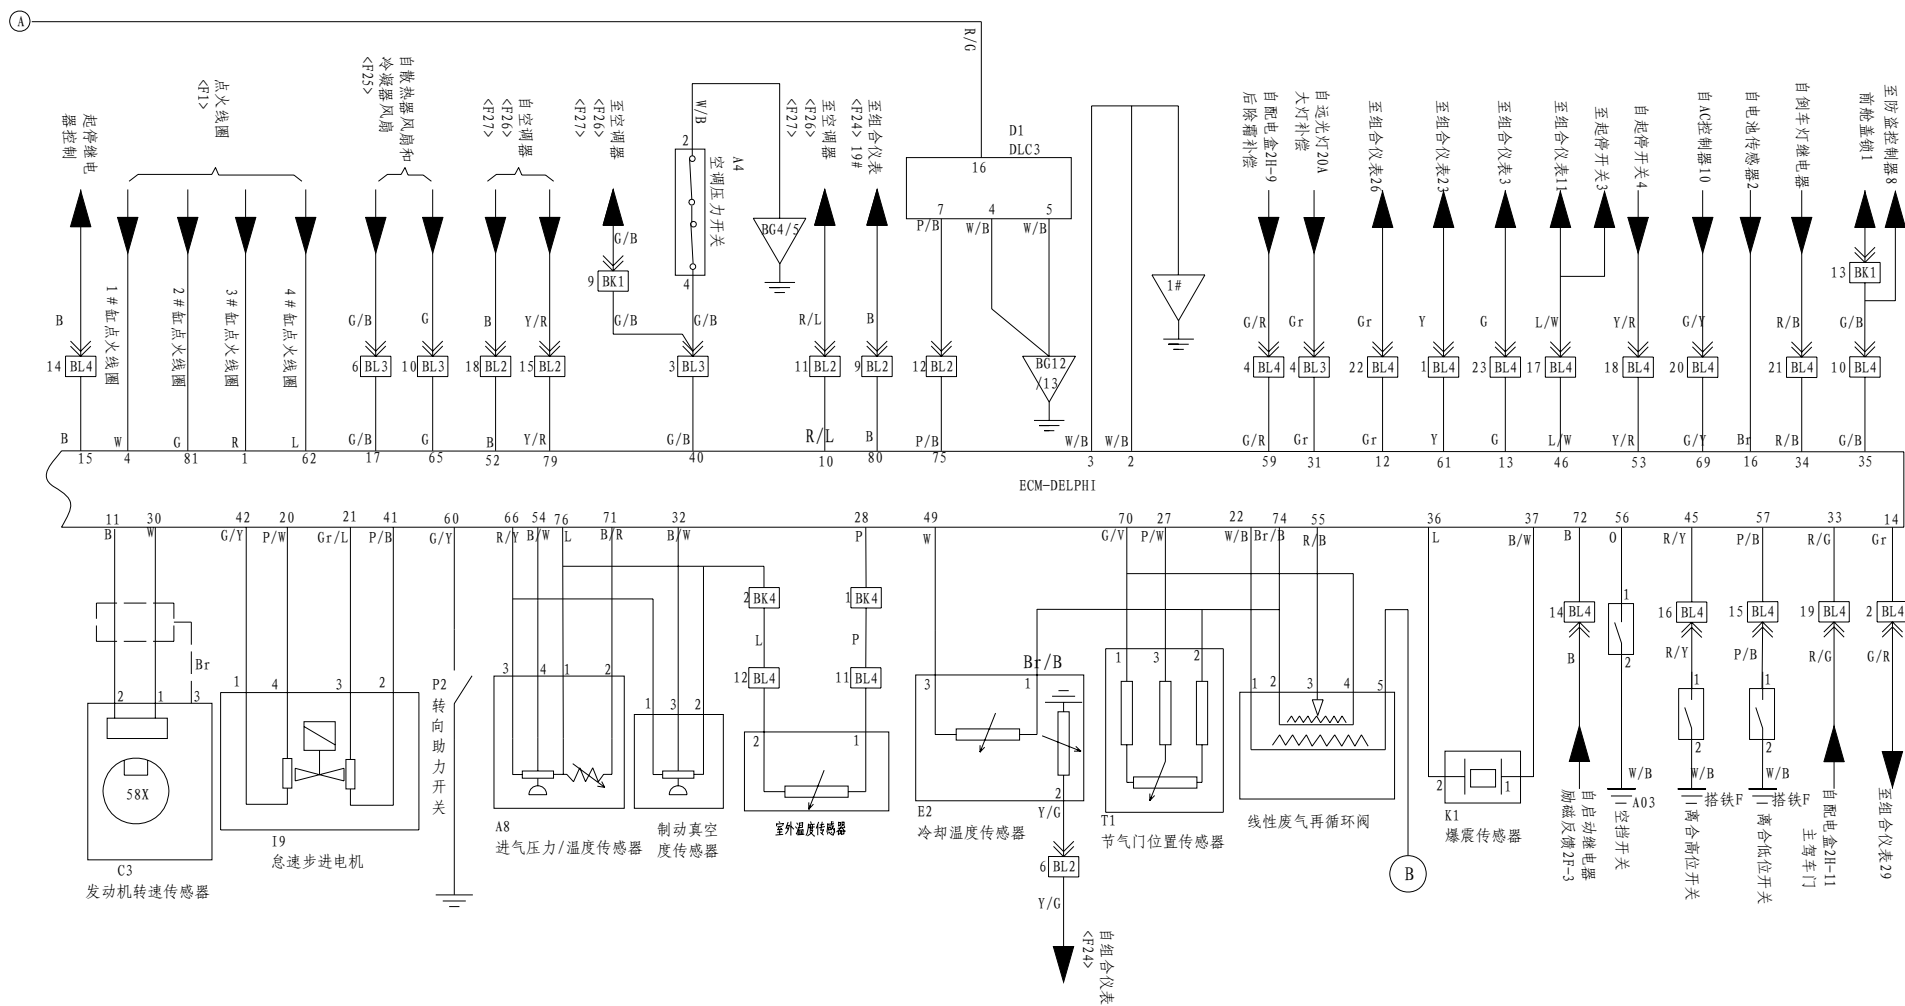 A
R/G
起停继电
器控制
点火线圈
<F1>
自散热器风扇和
冷凝器风扇
<F25>
自空调器
<F26>
<F27>
至空调器
<F26>
<F27>
W/B
2
A4
空调压力开关
4
BG4/5
至空调器
<F26>
<F27>
至组合仪表
<F24> 19#
D1
DLC3
16
7
4
5
P/B
W/B
W/B
BG12
/13
1#
自配电盒2H-9
后除霜补偿
自远光灯20A
大灯补偿
至组合仪表26
至组合仪表23
至组合仪表3
至组合仪表11
至起停开关3
自起停开关4
自AC控制器10
自电池传感器2
自倒车灯继电器
前舱盖锁1
至防盗控制器8
G/B
9 BK1
13 BK1
1#缸点火线圈
2#缸点火线圈
3#缸点火线圈
4#缸点火线圈
B
G/B
G
B
Y/R
G/B
G/B
R/L
B
G/R
Gr
Gr
Y
G
L/W
Y/R
G/Y
R/B
G/B
14 BL4
6 BL3
10 BL3
18 BL2
15 BL2
3 BL3
11 BL2
9 BL2
12 BL2
4 BL4
4 BL3
22 BL4
1 BL4
23 BL4
17 BL4
18 BL4
20 BL4
21 BL4
10 BL4
B
W
G
R
L
G/B
G
B
Y/R
G/B
R/L
B
P/B
W/B
W/B
G/R
Gr
Gr
Y
G
L/W
Y/R
G/Y
Br
R/B
G/B
15
4
81
1
62
17
65
52
79
40
10
80
75
3
2
59
31
12
61
13
46
53
69
16
34
35
ECM-DELPHI
11
30
42
20
21
41
60
66
54
76
71
32
28
49
70
27
22
74
55
36
37
72
56
45
57
33
14
B
W
G/Y
P/W
Gr/L
P/B
G/Y
R/Y
B/W
L
B/R
B/W
P
W
G/V
P/W
W/B
Br/B
R/B
L
B/W
B
O
R/Y
P/B
R/G
Gr
2 BK4
1 BK4
14 BL4
1
16 BL4
15 BL4
19 BL4
2 BL4
L
P
2
B
R/Y
P/B
R/G
G/R
12 BL4
11 BL4
Br
2
1
3
58X
C3
发动机转速传感器
1
4
3
2
I9
怠速步进电机
P2
转向助力开关
3
4
1
2
A8
进气压力/温度传感器
1
3
2
制动真空
度传感器
2
1
室外温度传感器
Br/B
3
1
2
E2
冷却温度传感器
Y/G
6 BL2
Y/G
自组合仪表
<F24>
1
3
2
T1
节气门位置传感器
1
2
3
4
5
线性废气再循环阀
B
2
1
K1
爆震传感器
自启动继电器
励磁反馈2F-3
W/B
A03
空挡开关
1
2
W/B
搭铁F
离合高位开关
1
2
W/B
搭铁F
离合低位开关
自配电盒2H-11
主驾车门
至组合仪表29